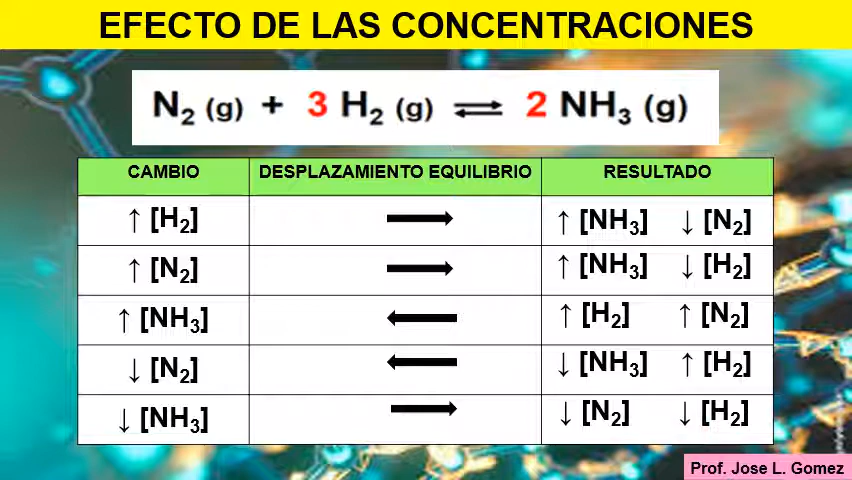 EFECTO DE LAS CONCENTRACIONES
N₂ (g) + 3 H₂ (g) ⇌ 2 NH₃ (g)
CAMBIO DESPLAZAMIENTO EQUILIBRIO RESULTADO
↑ [H₂] → ↑ [NH₃] ↓ [N₂]
↑ [N₂] → ↑ [NH₃] ↓ [H₂]
↑ [NH₃] ← ↑ [H₂] ↑ [N₂]
↓ [N₂] ← ↓ [NH₃] ↑ [H₂]
↓ [NH₃] → ↓ [N₂] ↓ [H₂]
Prof. Jose L. Gomez